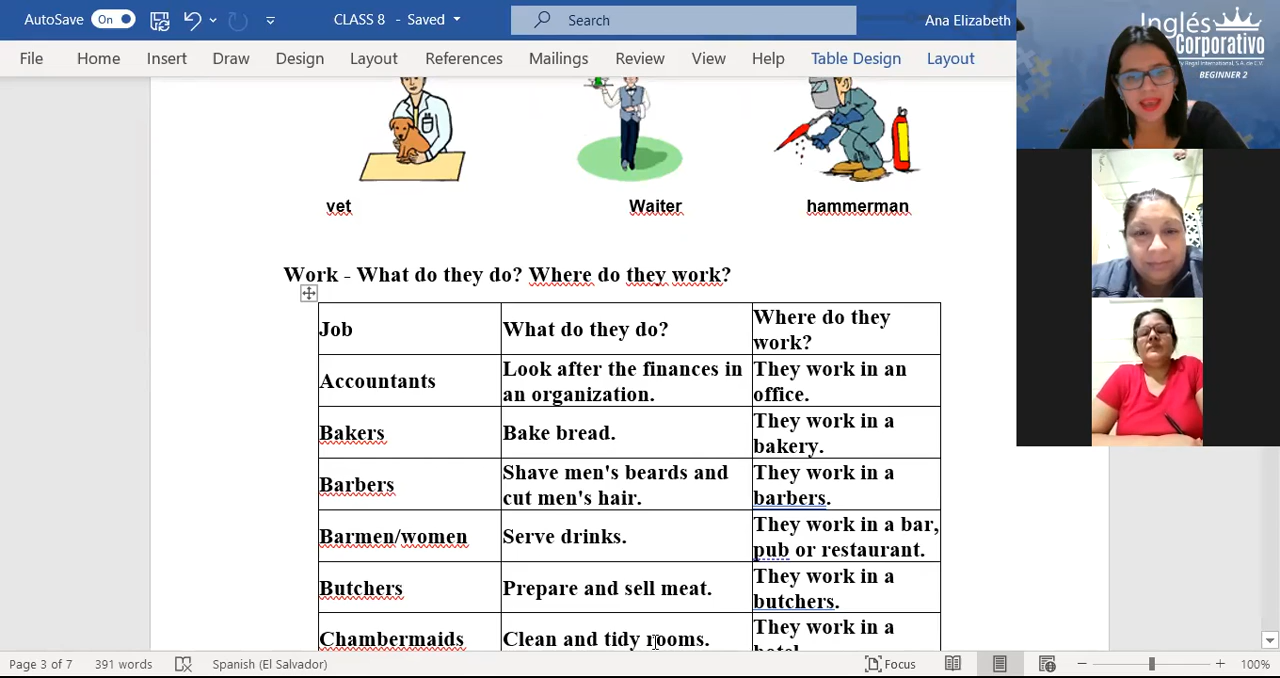 AutoSave On CLASS 8 - Saved Search Ana Elizabeth
File Home Insert Draw Design Layout References Mailings Review View Help Table Design Layout
Inglés
Corporativo
BEGINNER 2
vet Waiter hammerman
Work - What do they do? Where do they work?
Job What do they do? Where do they
work?
Accountants Look after the finances in
an organization. They work in an
office.
Bakers Bake bread. They work in a
bakery.
Barbers Shave men's beards and
cut men's hair. They work in a
barbers.
Barmen/women Serve drinks. They work in a bar,
pub or restaurant.
Butchers Prepare and sell meat. They work in a
butchers.
Chambermaids Clean and tidy rooms. They work in a
hotel.
Page 3 of 7 391 words Spanish (El Salvador) Focus 100%